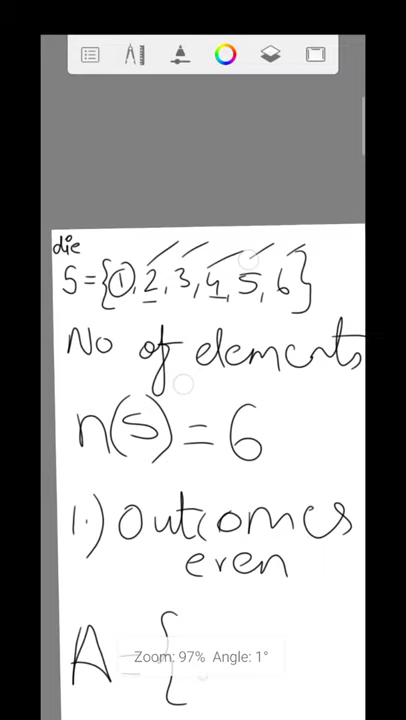 die
S={1,2,3,4,5,6}
No of elements
n(S)=6
1.) Outcomes
even
A={
Zoom: 97% Angle: 1°